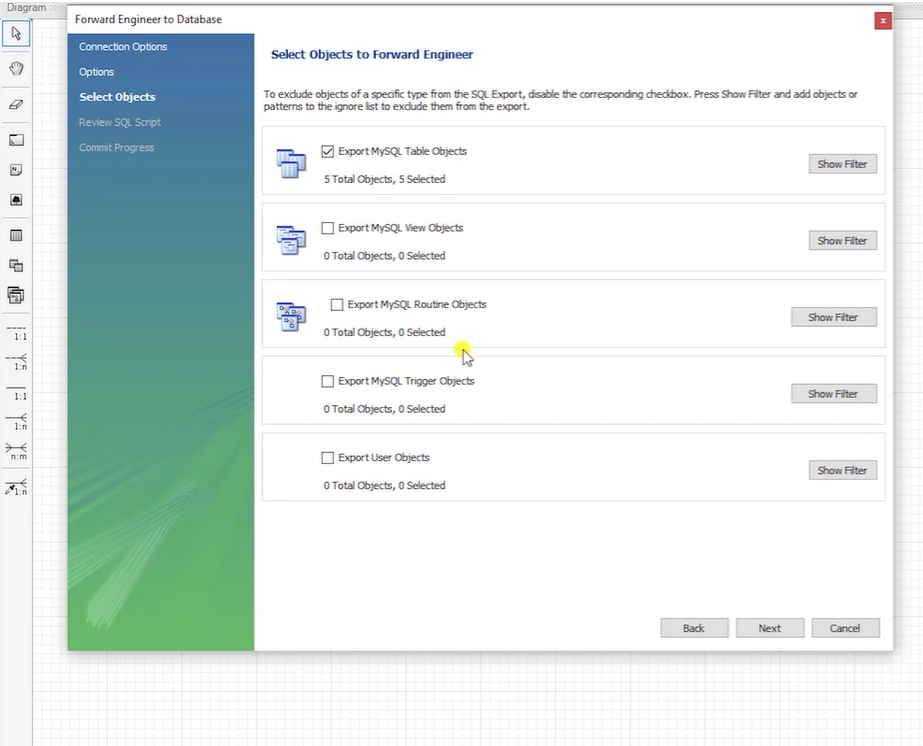 Diagram
Forward Engineer to Database
x
Connection Options
Options
Select Objects
Review SQL Script
Commit Progress
Select Objects to Forward Engineer
To exclude objects of a specific type from the SQL Export, disable the corresponding checkbox. Press Show Filter and add objects or
patterns to the ignore list to exclude them from the export.
Export MySQL Table Objects
5 Total Objects, 5 Selected
Show Filter
Export MySQL View Objects
0 Total Objects, 0 Selected
Show Filter
Export MySQL Routine Objects
0 Total Objects, 0 Selected
Show Filter
Export MySQL Trigger Objects
0 Total Objects, 0 Selected
Show Filter
Export User Objects
0 Total Objects, 0 Selected
Show Filter
Back
Next
Cancel
1:1
1:n
1:1
1:n
n:m
1:n